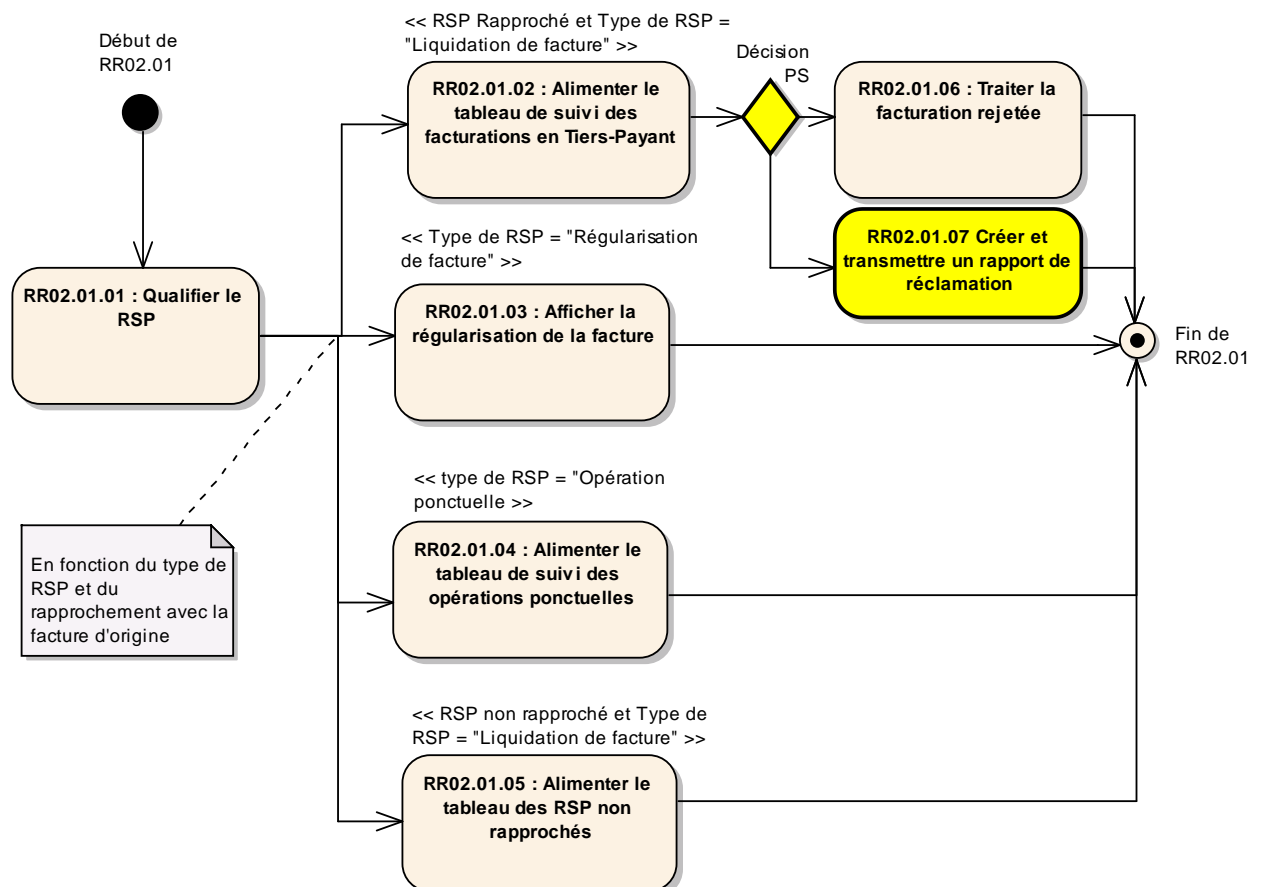 Début de
RR02.01
<< RSP Rapproché et Type de RSP =
"Liquidation de facture" >>
Décision
PS
RR02.01.02 : Alimenter le
tableau de suivi des
facturations en Tiers-Payant
RR02.01.06 : Traiter la
facturation rejetée
<< Type de RSP = "Régularisation
de facture" >>
RR02.01.07 Créer et
transmettre un rapport de
réclamation
RR02.01.01 : Qualifier le
RSP
RR02.01.03 : Afficher la
régularisation de la facture
Fin de
RR02.01
<< type de RSP = "Opération
ponctuelle >>
RR02.01.04 : Alimenter le
tableau de suivi des
opérations ponctuelles
En fonction du type de
RSP et du
rapprochement avec la
facture d'origine
<< RSP non rapproché et Type de
RSP = "Liquidation de facture" >>
RR02.01.05 : Alimenter le
tableau des RSP non
rapprochés